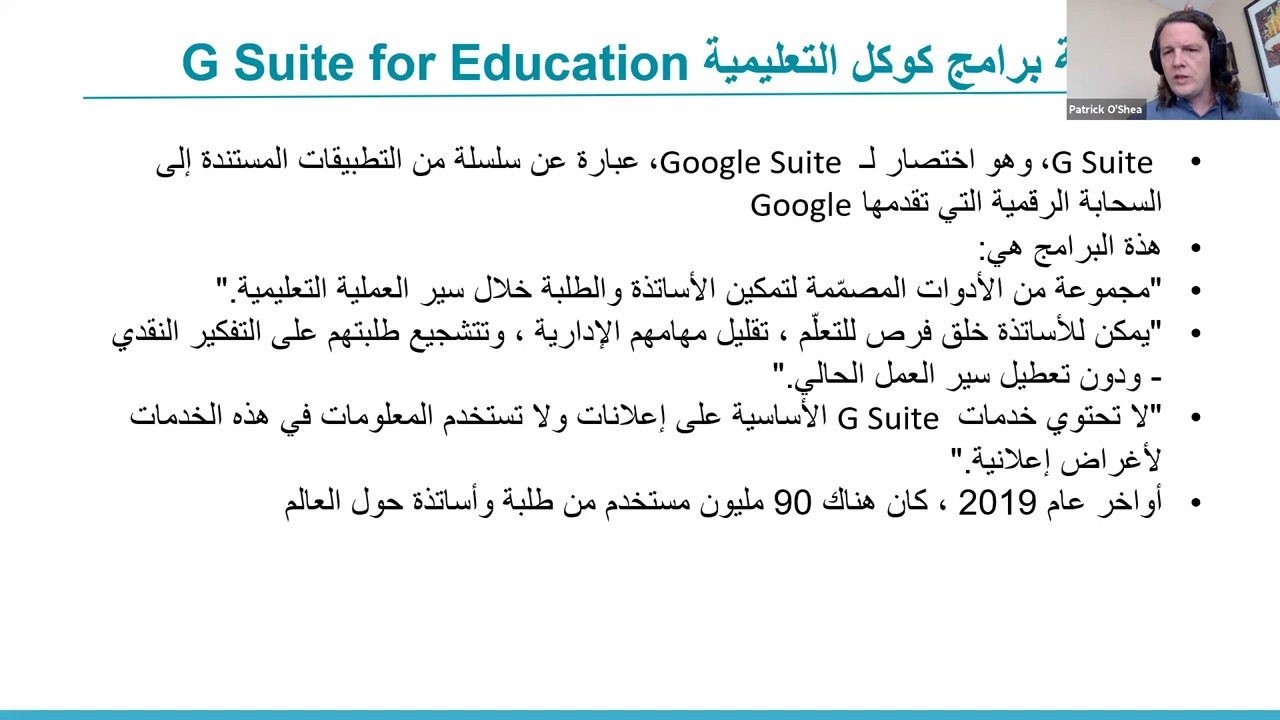 برامج كوكل التعليمية G Suite for Education
Patrick O'Shea
• G Suite، وهو اختصار لـ Google Suite، عبارة عن سلسلة من التطبيقات المستندة إلى
السحابة الرقمية التي تقدمها Google
• هذة البرامج هي:
• "مجموعة من الأدوات المصمّمة لتمكين الأساتذة والطلبة خلال سير العملية التعليمية."
• "يمكن للأساتذة خلق فرص للتعلّم ، تقليل مهامهم الإدارية ، وتتشجيع طلبتهم على التفكير النقدي
- ودون تعطيل سير العمل الحالي."
• "لا تحتوي خدمات G Suite الأساسية على إعلانات ولا تستخدم المعلومات في هذه الخدمات
لأغراض إعلانية."
• أواخر عام 2019 ، كان هناك 90 مليون مستخدم من طلبة وأساتذة حول العالم